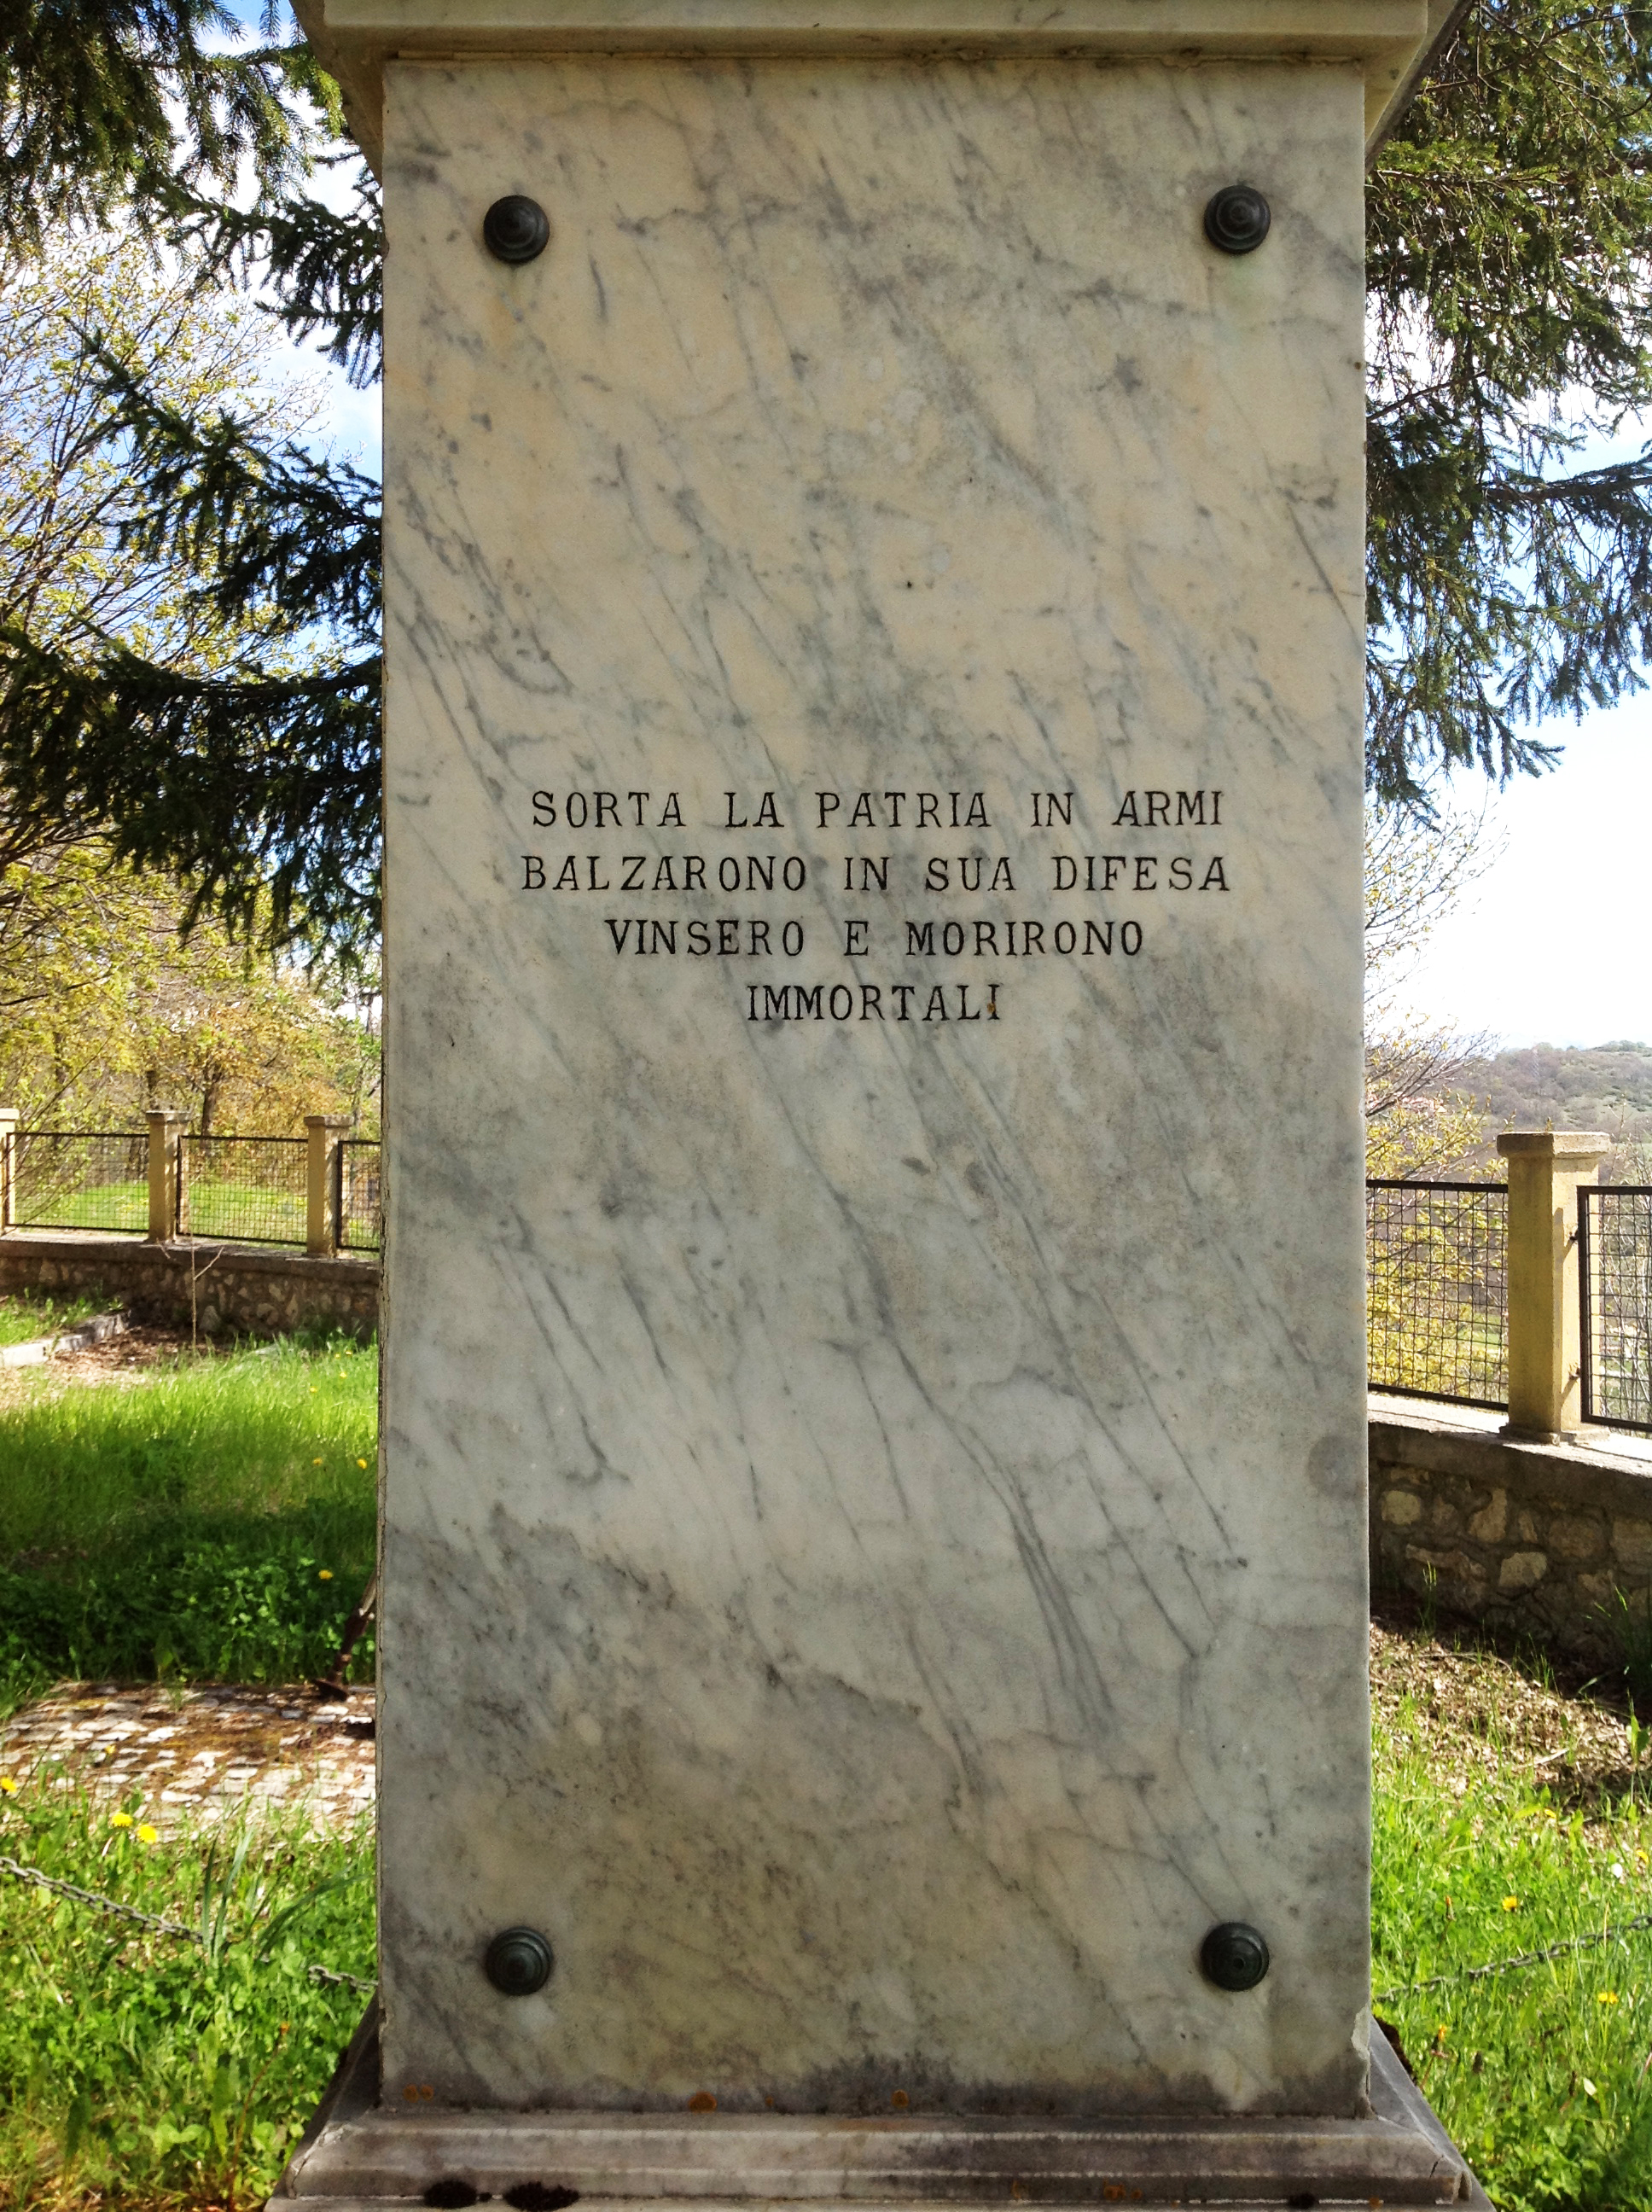 SORTA LA PATRIA IN ARMI
BALZARONO IN SUA DIFESA
VINSERO E MORIRONO
IMMORTALI